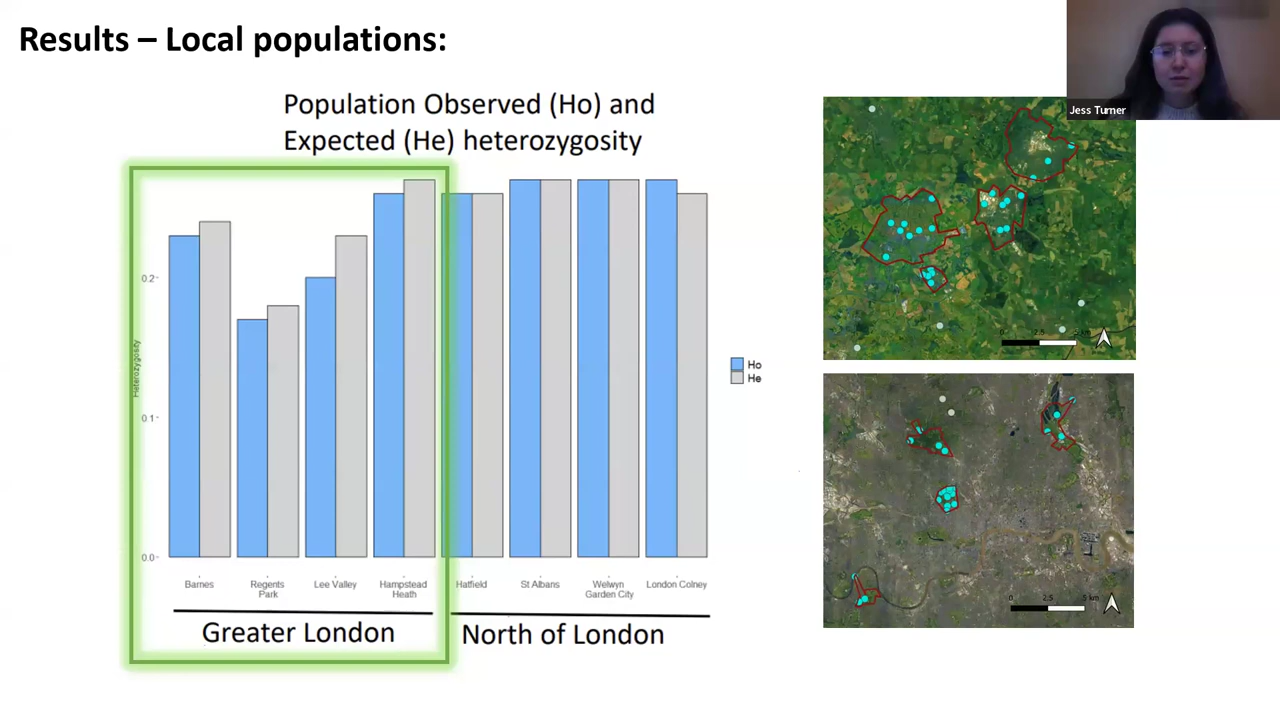 Results – Local populations:
Jess Turner
Population Observed (Ho) and
Expected (He) heterozygosity
Heterozygosity
0.2
0.1
0.0
Ho
He
Barnes
Regents
Park
Lee Valley
Hampstead
Heath
Hatfield
St Albans
Welwyn
Garden City
London Colney
Greater London
North of London
0 2.5 5 km
0 2.5 5 km